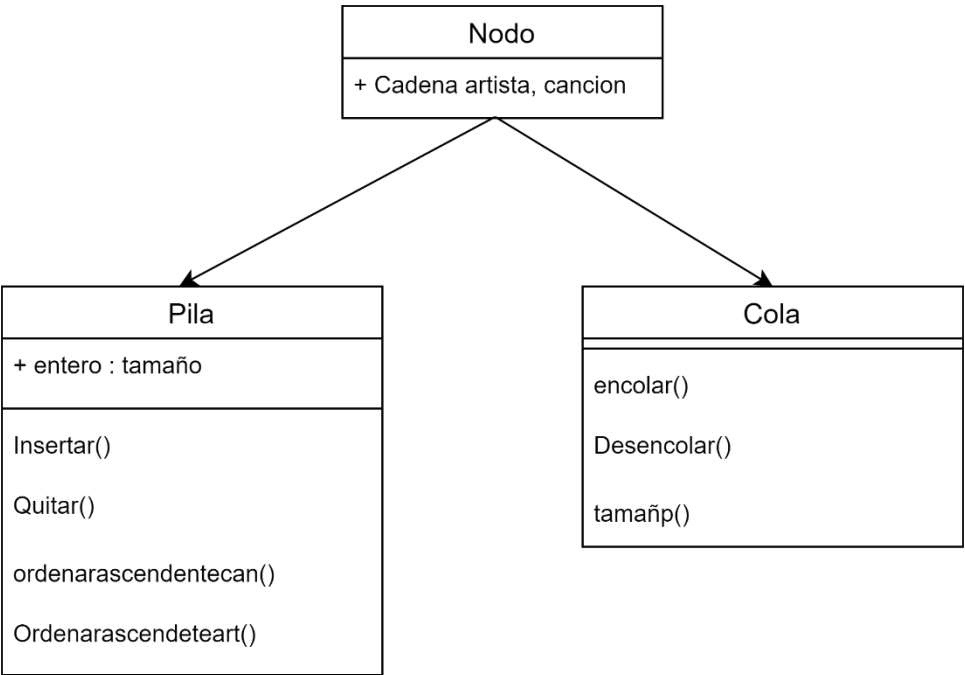 Nodo
+ Cadena artista, cancion
Pila
+ entero : tamaño
Insertar()
Quitar()
ordenarascendentecan()
Ordenarascendeteart()
Cola
encolar()
Desencolar()
tamañp()